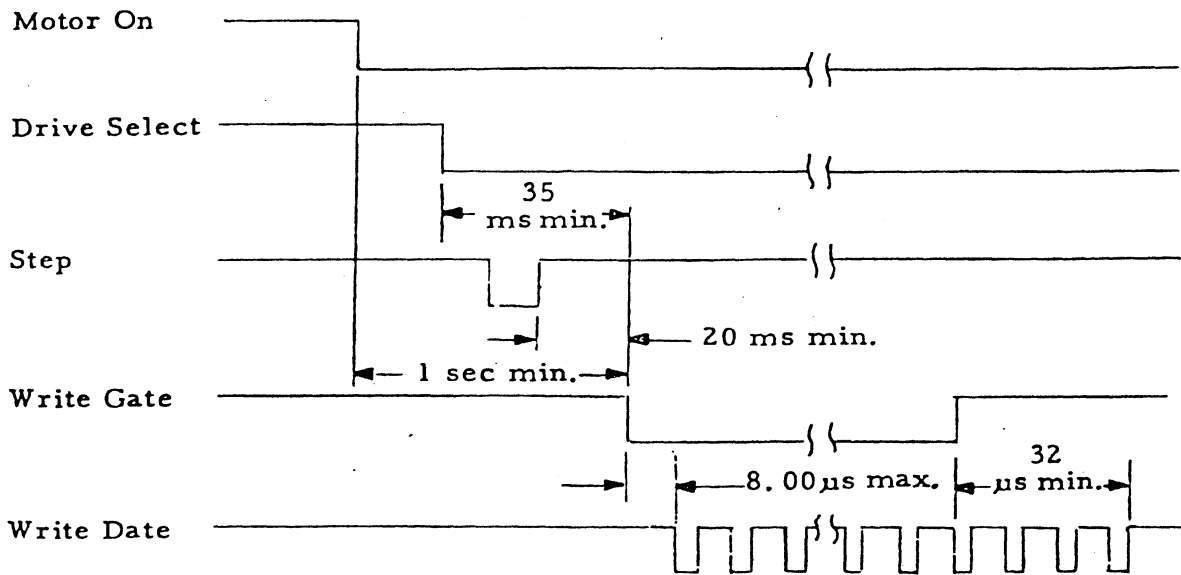 Motor On
Drive Select
35
ms min.
Step
20 ms min.
1 sec min.
Write Gate
32
8.00 µs max.
µs min.
Write Date